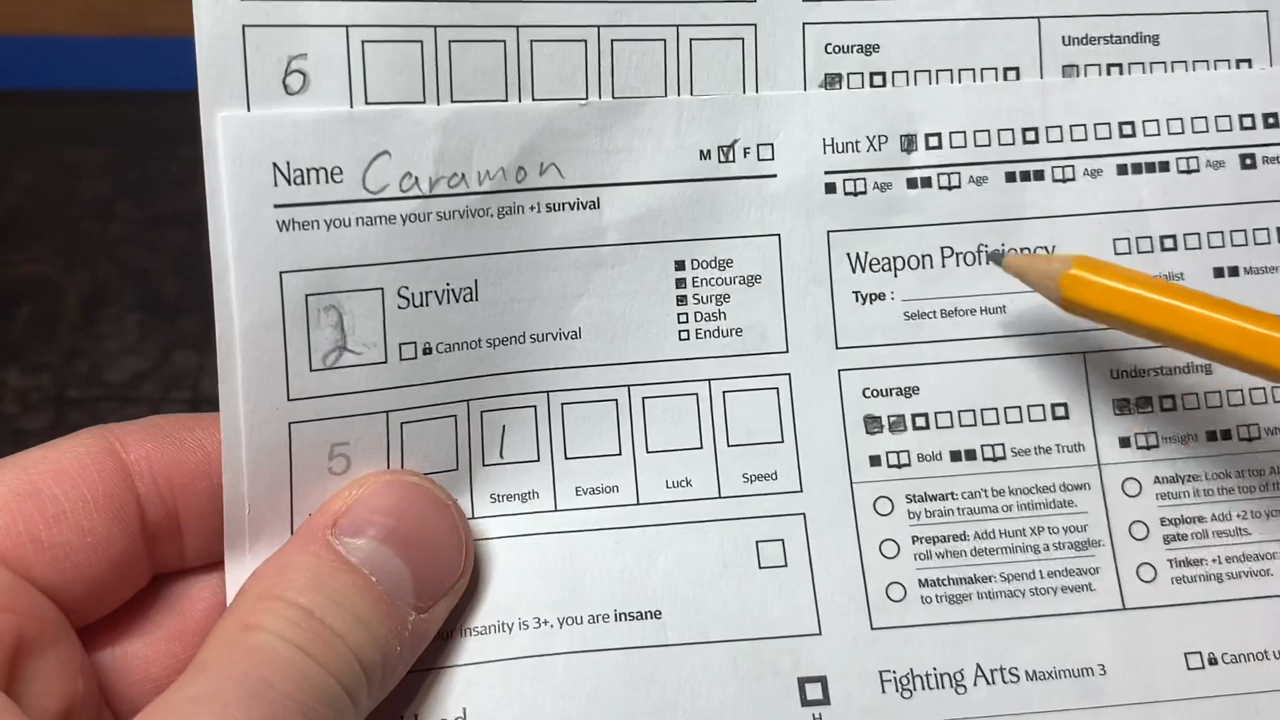 6
Courage
Understanding
Name Caramon M F
When you name your survivor, gain +1 survival
Hunt XP
Age Age Age Age
Survival 2
Cannot spend survival
Dodge
Encourage
Surge
Dash
Endure
Weapon Proficiency
Type :
Select Before Hunt
Master
5 1
Strength Evasion Luck Speed
insanity is 3+, you are insane
Courage
Bold See the Truth
Stalwart: can't be knocked down
by brain trauma or intimidate.
Prepared: Add Hunt XP to your
roll when determining a straggler.
Matchmaker: Spend 1 endeavor
to trigger Intimacy story event.
Understanding
Insight
Analyze: Look at top AI
return it to the top of
Explore: Add +2 to
gate roll results.
Tinker: +1 endeavor
returning survivor.
Fighting Arts Maximum 3
Cannot
H